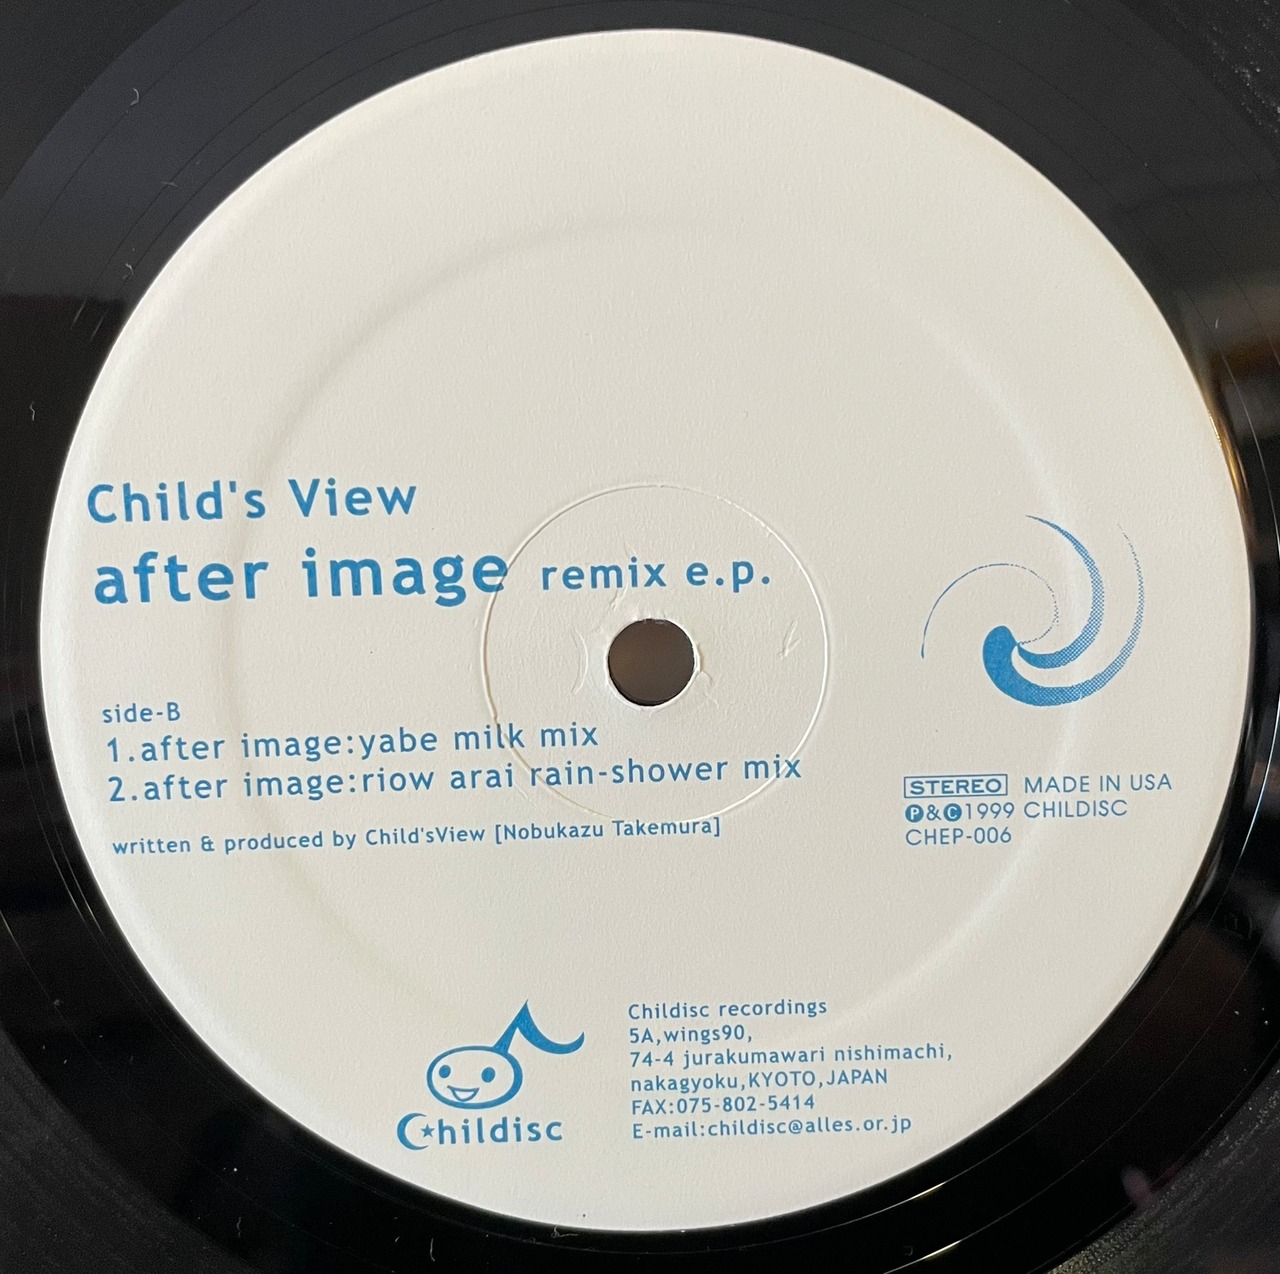 Child's View
after image remix e.p.
side-B
1.after image:yabe milk mix
2.after image:riow arai rain-shower mix
written & produced by Child'sView [Nobukazu Takemura]
STEREO MADE IN USA
Ⓟ&Ⓒ1999 CHILDISC
CHEP-006
Childisc
Childisc recordings
5A,wings90,
74-4 jurakumawari nishimachi,
nakagyoku,KYOTO,JAPAN
FAX:075-802-5414
E-mail:childisc@alles.or.jp